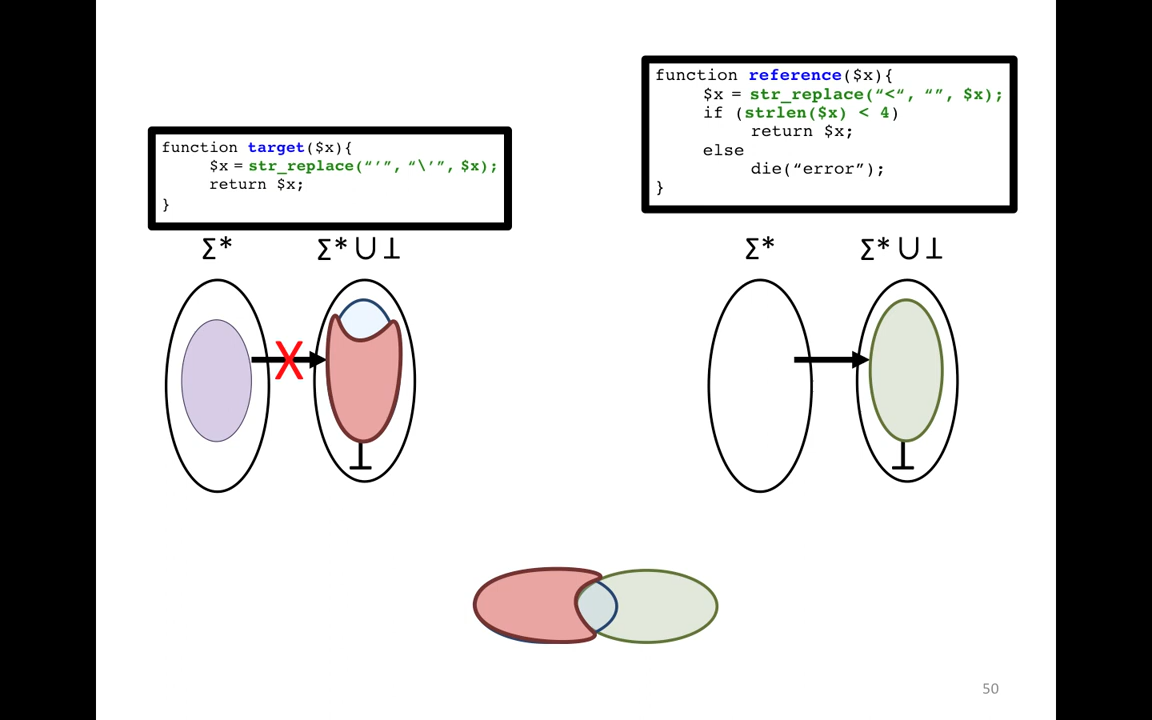 function target($x){
$x = str_replace(“’”, “\’”, $x);
return $x;
}
Σ* Σ* ∪ ⊥
X
⊥
function reference($x){
$x = str_replace(“<“, “”, $x);
if (strlen($x) < 4)
return $x;
else
die(“error”);
}
Σ* Σ* ∪ ⊥
⊥
50